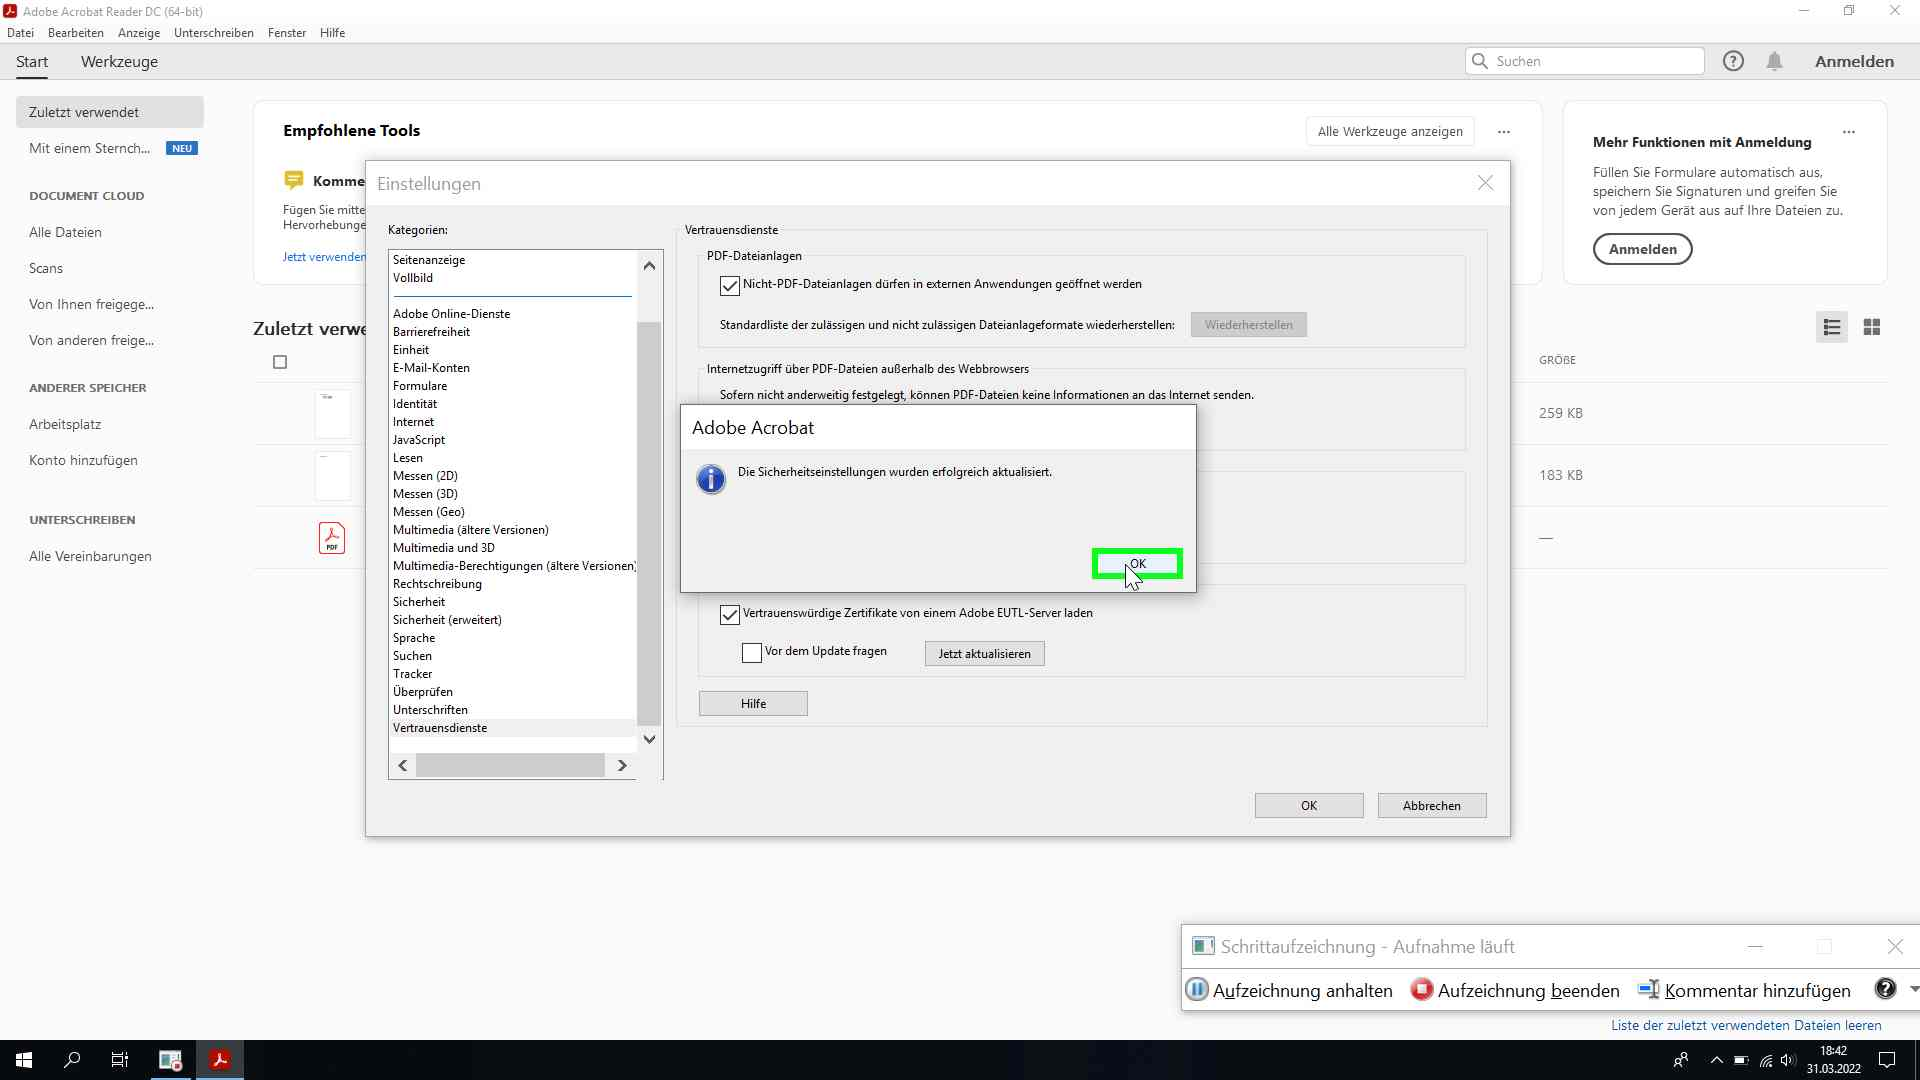 Adobe Acrobat Reader DC (64-bit)
Datei Bearbeiten Anzeige Unterschreiben Fenster Hilfe
Start Werkzeuge
Suchen
Anmelden
Zuletzt verwendet
Mit einem Sternch... NEU
DOCUMENT CLOUD
Alle Dateien
Scans
Von Ihnen freigege...
Von anderen freige...
ANDERER SPEICHER
Arbeitsplatz
Konto hinzufügen
UNTERSCHREIBEN
Alle Vereinbarungen
Empfohlene Tools
Alle Werkzeuge anzeigen
Komme
Fügen Sie mitte
Hervorhebunge
Jetzt verwenden
Mehr Funktionen mit Anmeldung
Füllen Sie Formulare automatisch aus,
speichern Sie Signaturen und greifen Sie
von jedem Gerät aus auf Ihre Dateien zu.
Anmelden
Zuletzt verwe
GRÖßE
259 KB
183 KB
—
PDF
Einstellungen
Kategorien:
Seitenanzeige
Vollbild
Adobe Online-Dienste
Barrierefreiheit
Einheit
E-Mail-Konten
Formulare
Identität
Internet
JavaScript
Lesen
Messen (2D)
Messen (3D)
Messen (Geo)
Multimedia (ältere Versionen)
Multimedia und 3D
Multimedia-Berechtigungen (ältere Versionen)
Rechtschreibung
Sicherheit
Sicherheit (erweitert)
Sprache
Suchen
Tracker
Überprüfen
Unterschriften
Vertrauensdienste
Vertrauensdienste
PDF-Dateianlagen
Nicht-PDF-Dateianlagen dürfen in externen Anwendungen geöffnet werden
Standardliste der zulässigen und nicht zulässigen Dateianlageformate wiederherstellen: Wiederherstellen
Internetzugriff über PDF-Dateien außerhalb des Webbrowsers
Sofern nicht anderweitig festgelegt, können PDF-Dateien keine Informationen an das Internet senden.
Adobe Acrobat
Die Sicherheitseinstellungen wurden erfolgreich aktualisiert.
OK
Vertrauenswürdige Zertifikate von einem Adobe EUTL-Server laden
Vor dem Update fragen Jetzt aktualisieren
Hilfe
OK Abbrechen
Schrittaufzeichnung - Aufnahme läuft
Aufzeichnung anhalten Aufzeichnung beenden Kommentar hinzufügen
Liste der zuletzt verwendeten Dateien leeren
18:42
31.03.2022